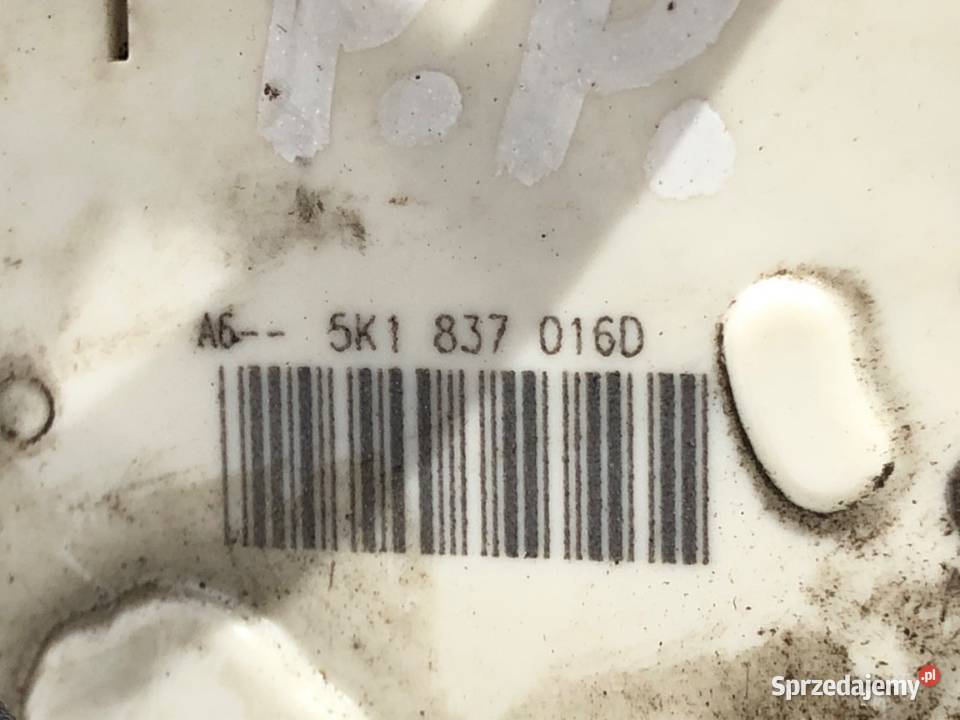 P.P.
A6-- 5K1 837 016D
Sprzedajemy.pl